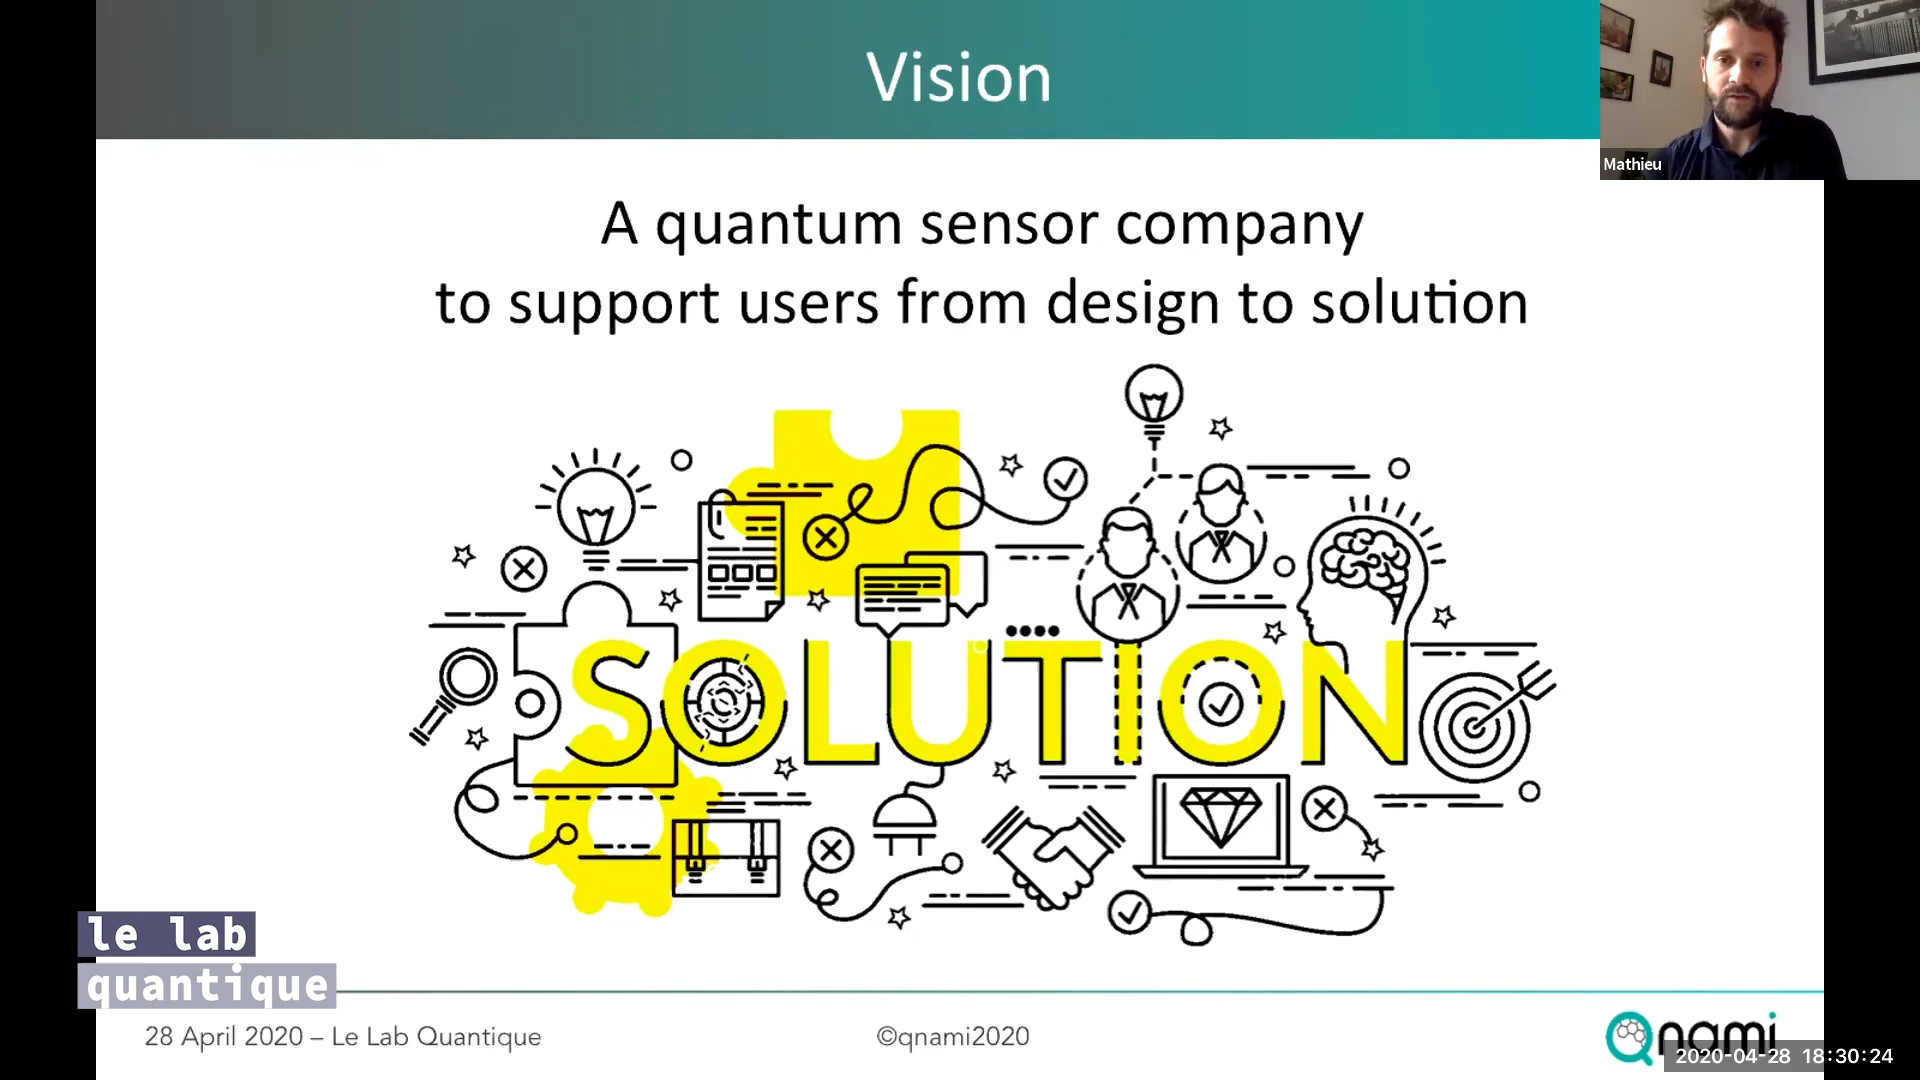 Vision
Mathieu
A quantum sensor company
to support users from design to solution
SOLUTION
le lab
quantique
28 April 2020 – Le Lab Quantique
©qnami2020
Qnami
2020-04-28 18:30:24